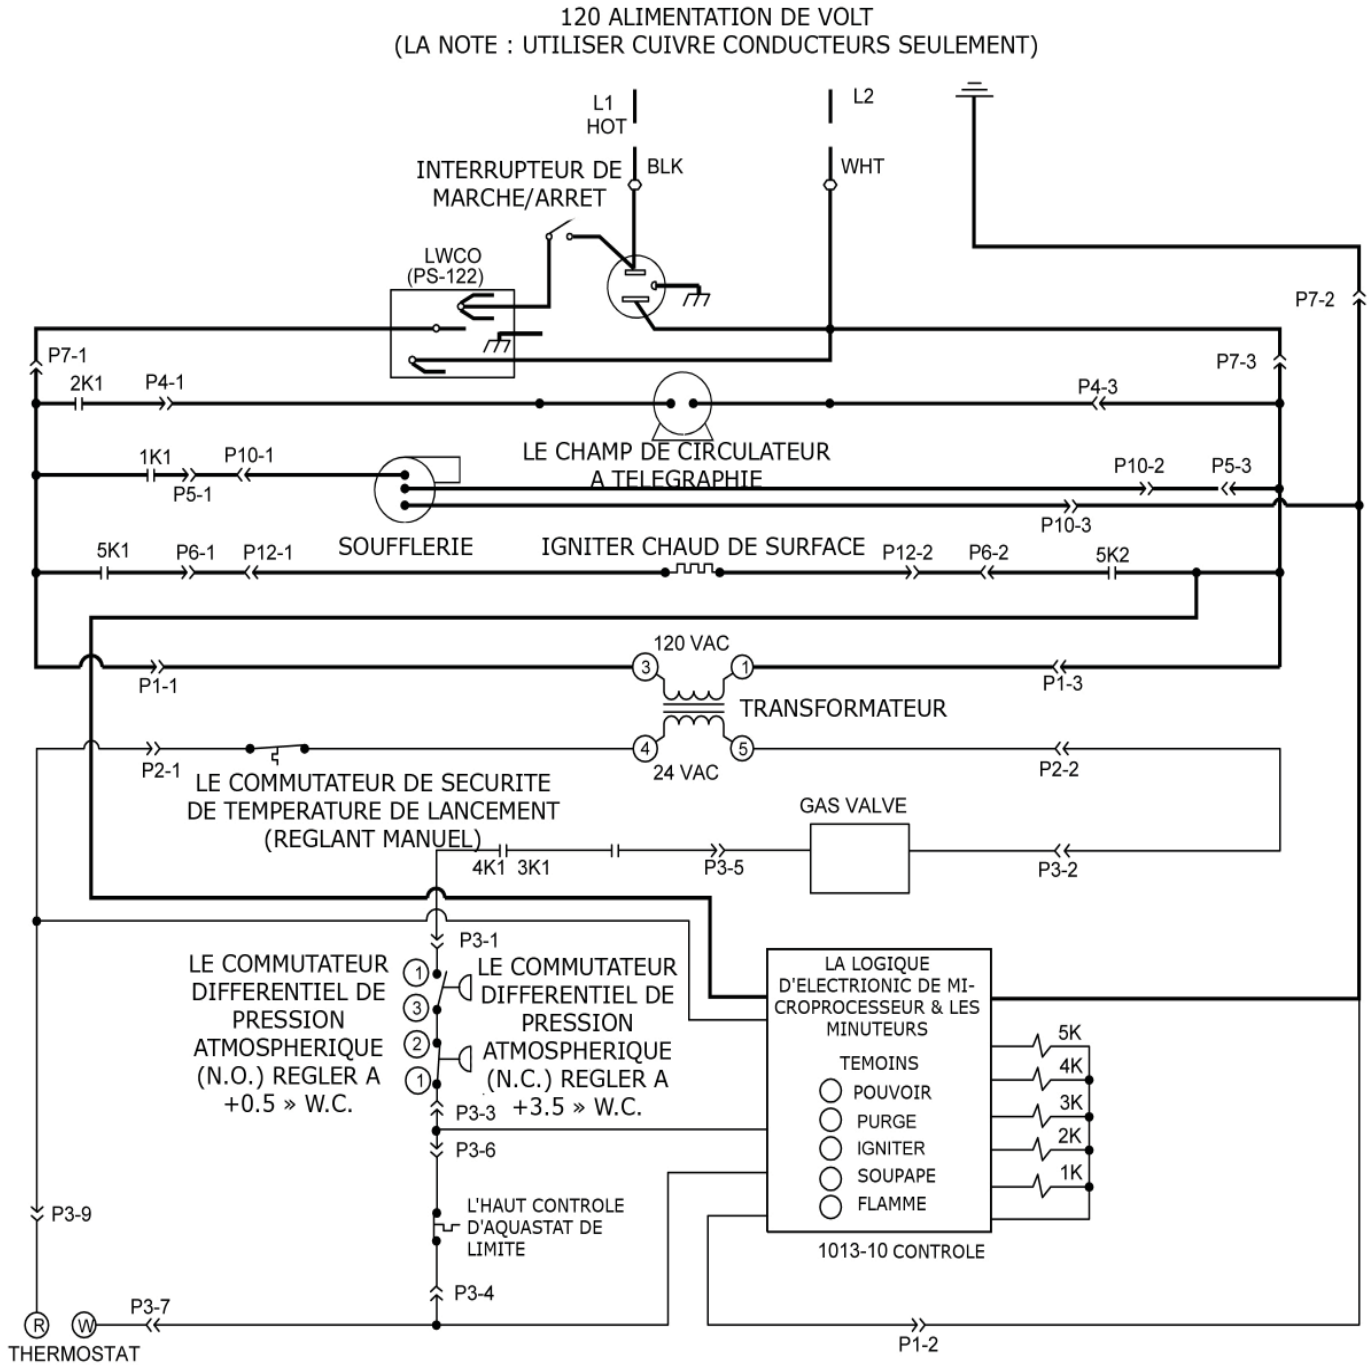 120 ALIMENTATION DE VOLT
(LA NOTE : UTILISER CUIVRE CONDUCTEURS SEULEMENT)
L1
HOT
L2
BLK
WHT
INTERRUPTEUR DE
MARCHE/ARRET
LWCO
(PS-122)
P7-2
P7-1
P7-3
2K1
P4-1
P4-3
LE CHAMP DE CIRCULATEUR
A TELEGRAPHIE
1K1
P5-1
P10-1
P10-2
P5-3
P10-3
SOUFFLERIE
IGNITER CHAUD DE SURFACE
5K1
P6-1
P12-1
P12-2
P6-2
5K2
120 VAC
3
1
P1-1
P1-3
TRANSFORMATEUR
4
5
24 VAC
P2-1
P2-2
LE COMMUTATEUR DE SECURITE
DE TEMPERATURE DE LANCEMENT
(REGLANT MANUEL)
GAS VALVE
4K1
3K1
P3-5
P3-2
P3-1
LE COMMUTATEUR
DIFFERENTIEL DE
PRESSION
ATMOSPHERIQUE
(N.O.) REGLER A
+0.5 » W.C.
1
3
2
1
LE COMMUTATEUR
DIFFERENTIEL DE
PRESSION
ATMOSPHERIQUE
(N.C.) REGLER A
+3.5 » W.C.
P3-3
P3-6
L'HAUT CONTROLE
D'AQUASTAT DE
LIMITE
P3-4
P3-9
R
W
P3-7
THERMOSTAT
LA LOGIQUE
D'ELECTRIONIC DE MI-
CROPROCESSEUR & LES
MINUTEURS
TEMOINS
POUVOIR
PURGE
IGNITER
SOUPAPE
FLAMME
5K
4K
3K
2K
1K
1013-10 CONTROLE
P1-2